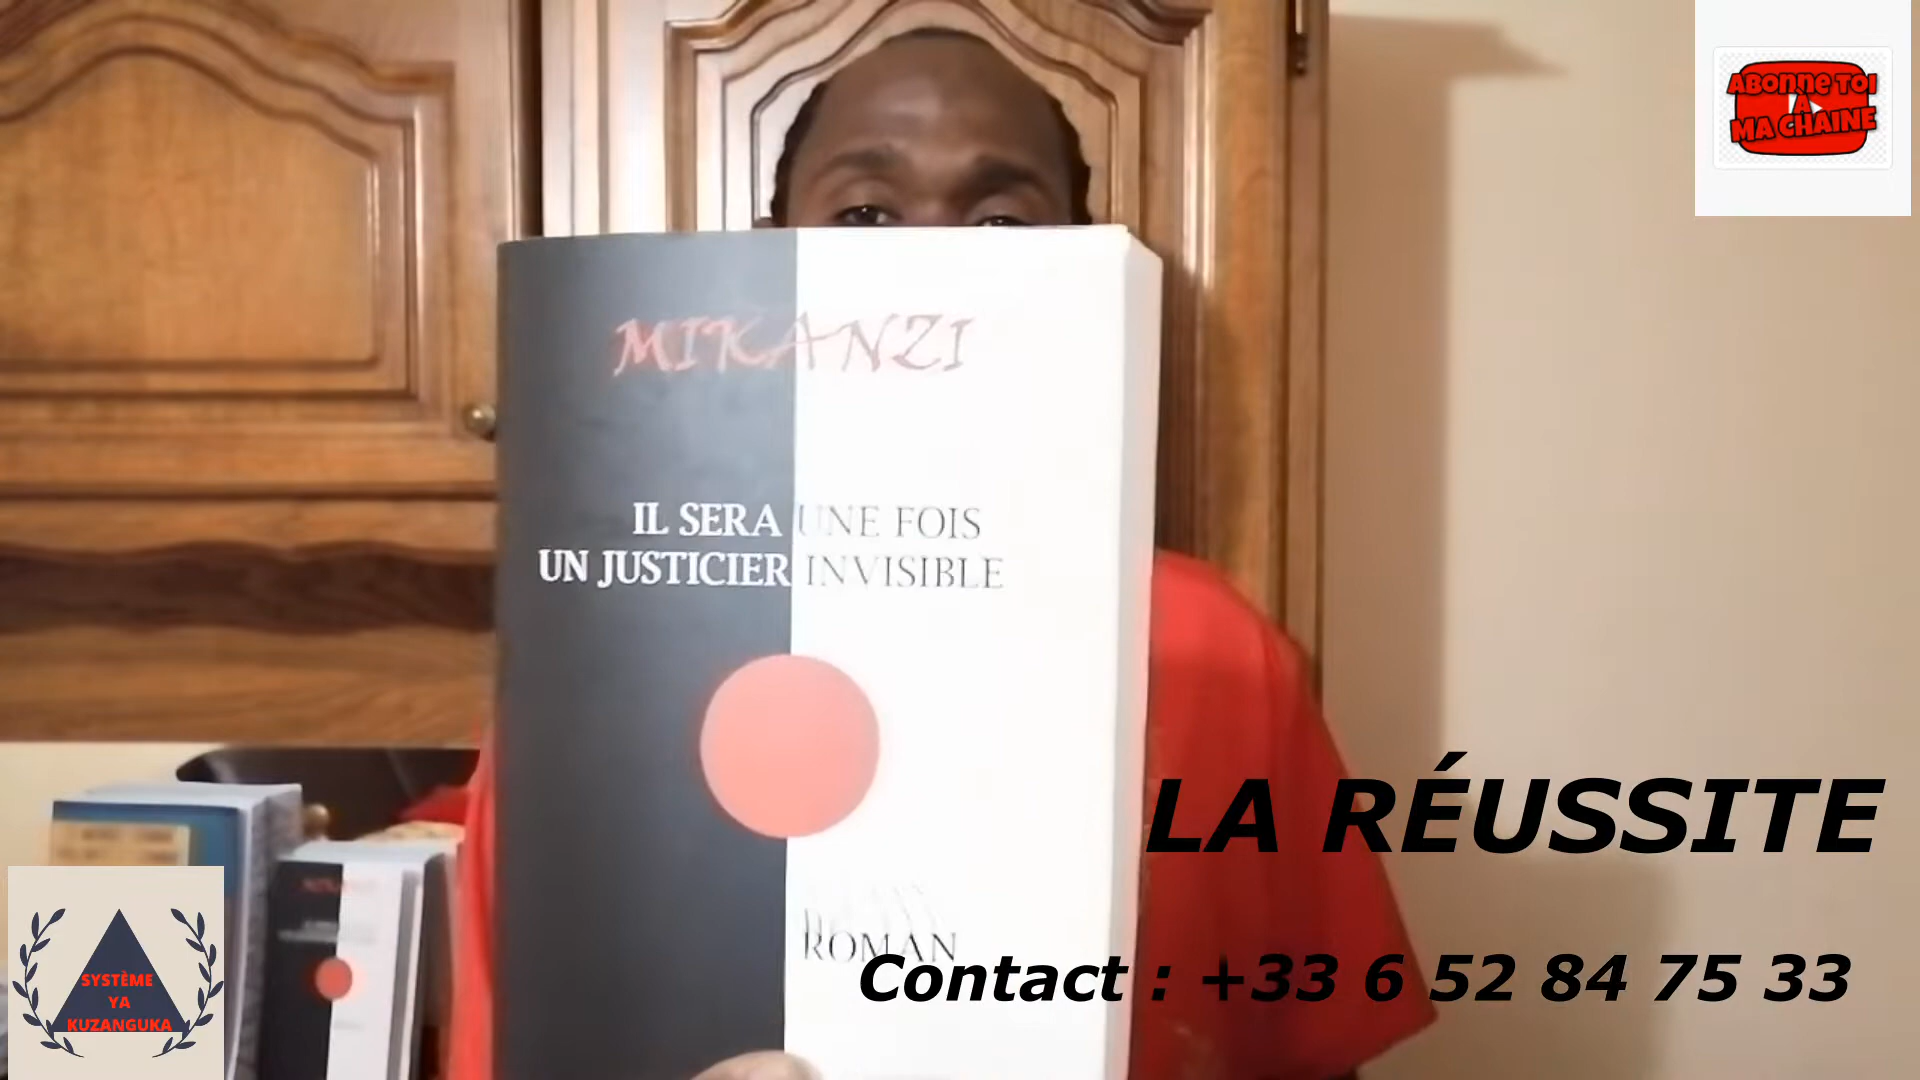 ABONNE TOI
À
MA CHAINE
MIKANZI
IL SERA UNE FOIS
UN JUSTICIER INVISIBLE
ROMAN
LA RÉUSSITE
Contact : +33 6 52 84 75 33
SYSTÈME
YA
KUZANGUKA
MIKANZI